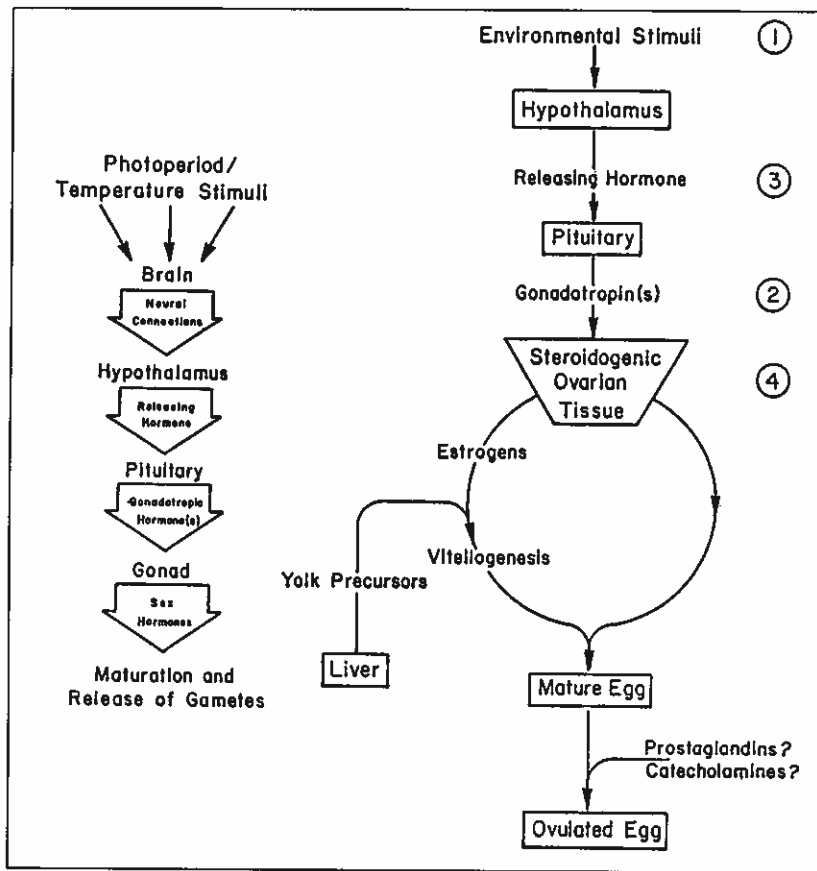 Photoperiod/
Temperature Stimuli
Brain
Neural
Connections
Hypothalamus
Releasing
Hormone
Pituitary
Gonadotropic
Hormone(s)
Gonad
Sex
Hormones
Maturation and
Release of Gametes
Environmental Stimuli
1
Hypothalamus
Releasing Hormone
3
Pituitary
Gonadotropin(s)
2
Steroidogenic
Ovarian
Tissue
4
Estrogens
Vitellogenesis
Yolk Precursors
Liver
Mature Egg
Prostaglandins?
Catecholamines?
Ovulated Egg